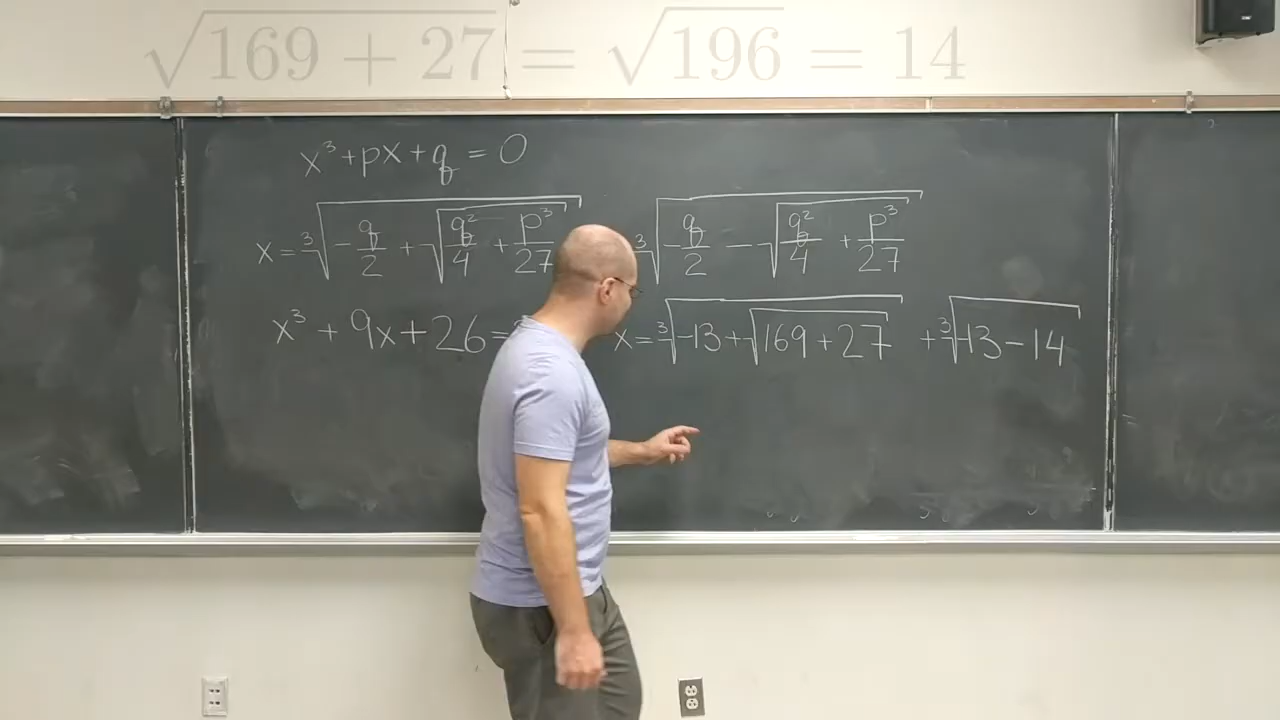 √(169 + 27) = √196 = 14
x³ + px + q = 0
x = ∛(-q/2 + √(q²/4 + p³/27)) ∛(-q/2 - √(q²/4 + p³/27))
x³ + 9x + 26 = x = ∛(-13 + √(169 + 27)) + ∛(-13 - 14)